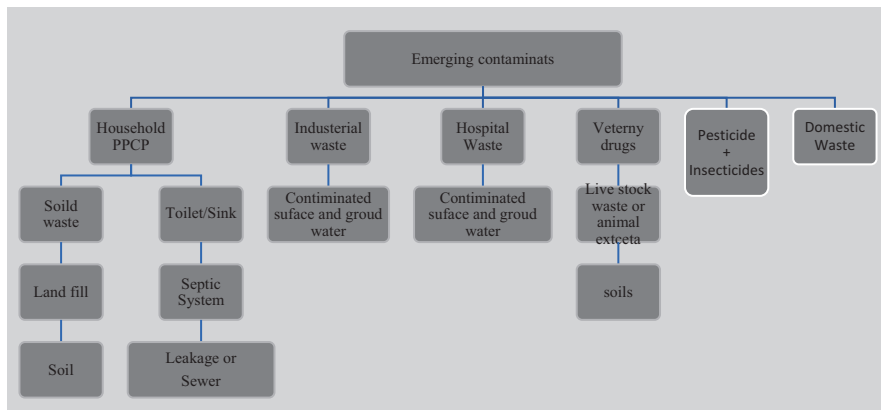 Emerging contaminats
Household
PPCP
Industerial
waste
Hospital
Waste
Veterny
drugs
Pesticide
+
Insecticides
Domestic
Waste
Soild
waste
Toilet/Sink
Contiminated
suface and groud
water
Contiminated
suface and groud
water
Live stock
waste or
animal
extceta
Land fill
Septic
System
soils
Soil
Leakage or
Sewer